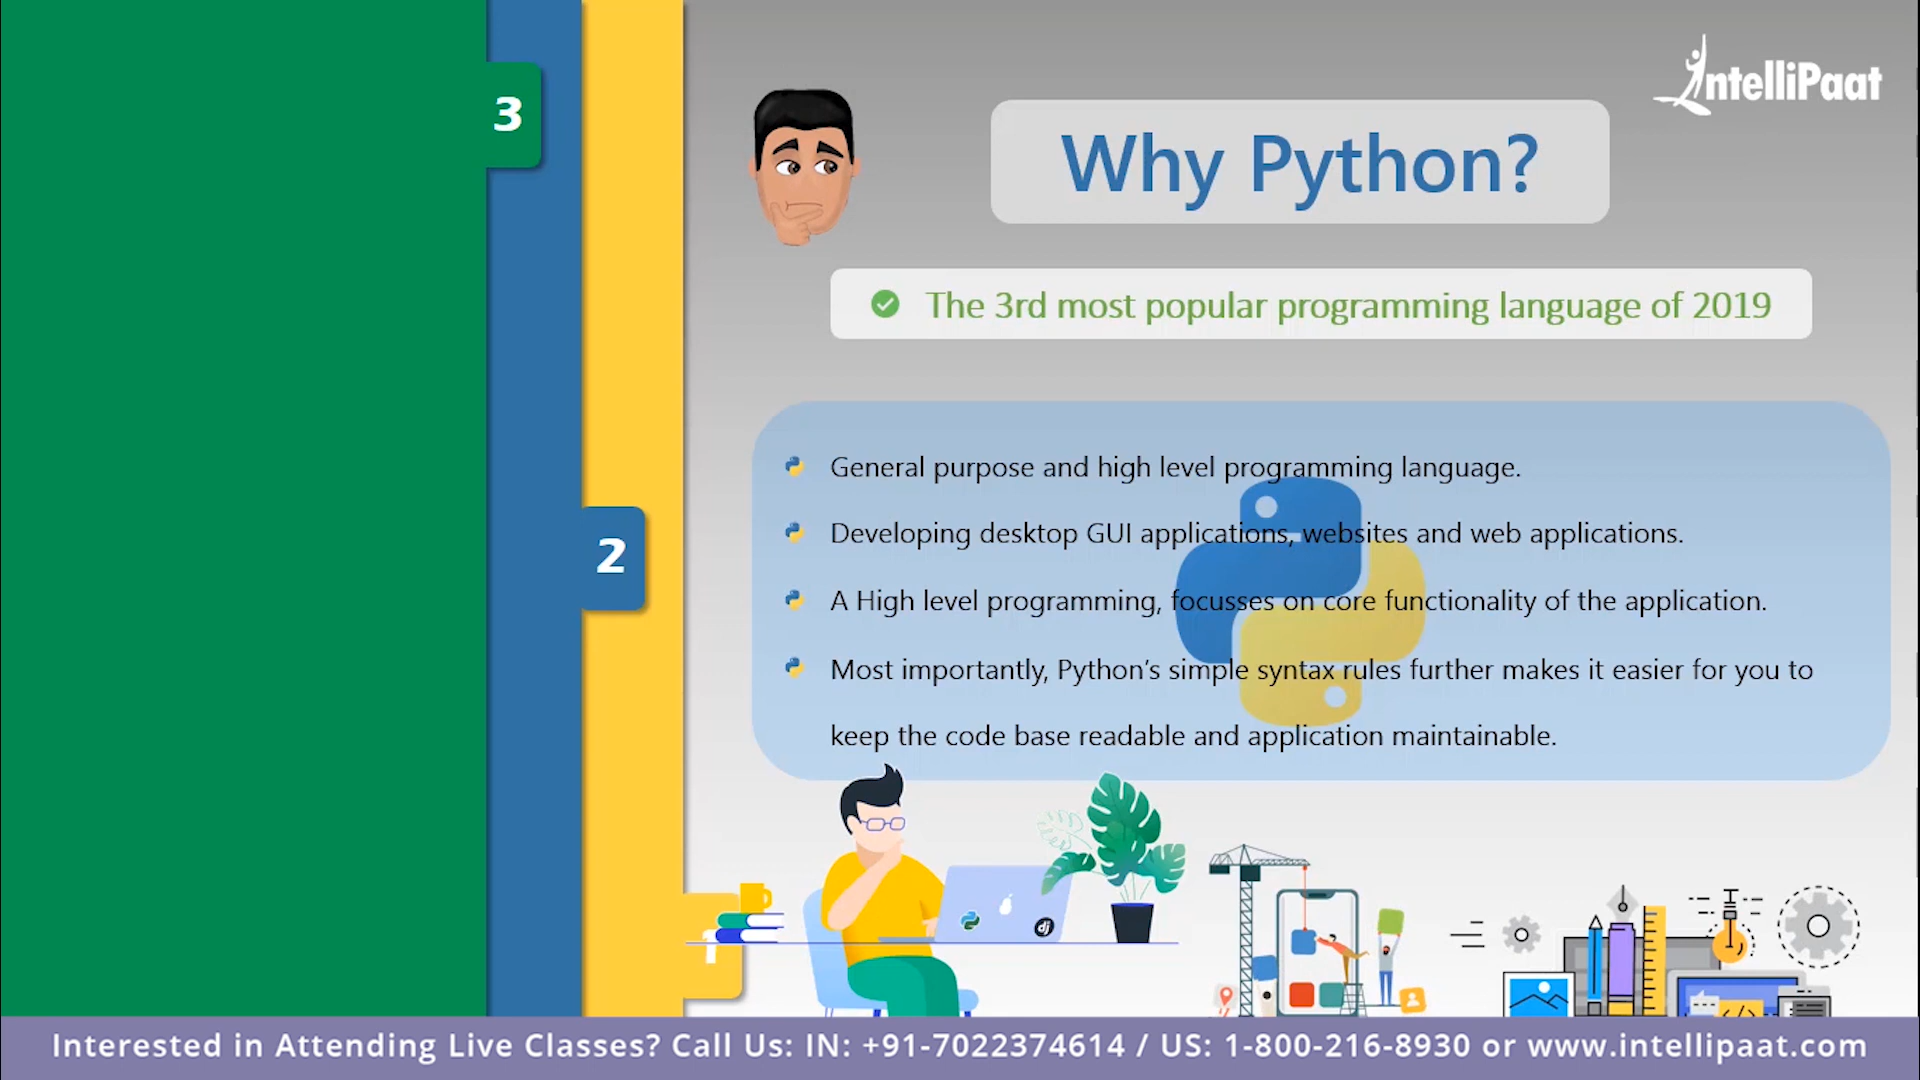 3
IntelliPaat
Why Python?
The 3rd most popular programming language of 2019
General purpose and high level programming language.
Developing desktop GUI applications, websites and web applications.
2
A High level programming, focusses on core functionality of the application.
Most importantly, Python's simple syntax rules further makes it easier for you to
keep the code base readable and application maintainable.
1
dj
Interested in Attending Live Classes? Call Us: IN: +91-7022374614 / US: 1-800-216-8930 or www.intellipaat.com